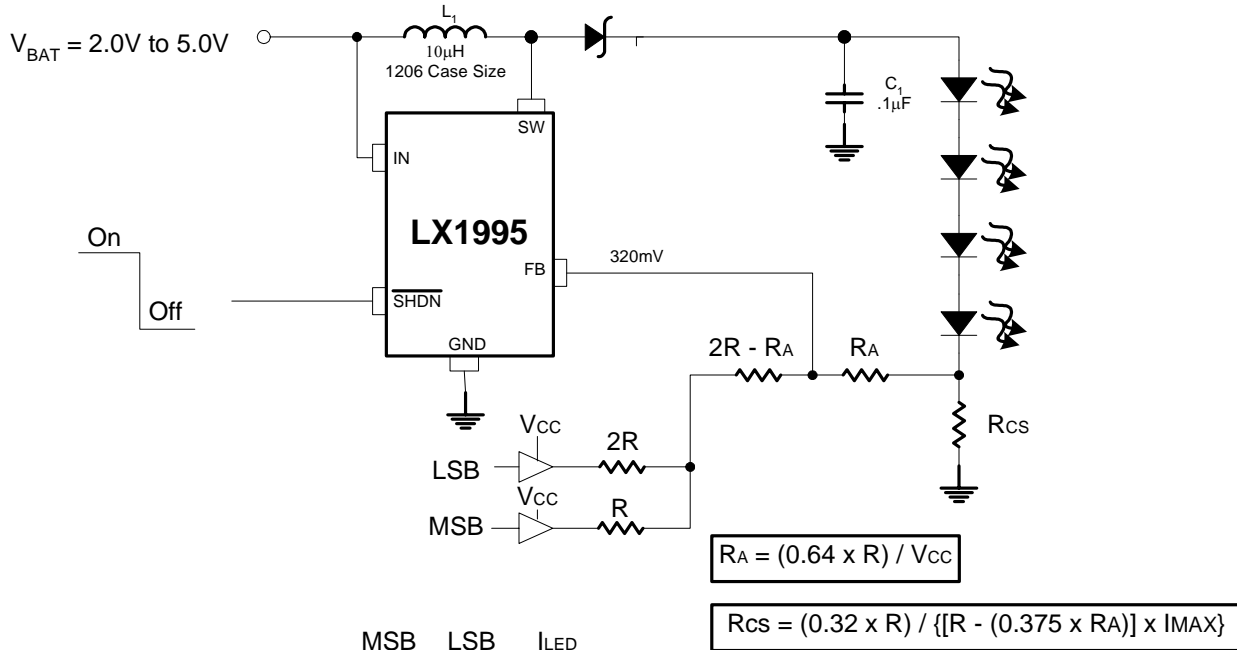 L1
VBAT = 2.0V to 5.0V
10μH
1206 Case Size
C1
.1μF
SW
IN
LX1995
On
FB
320mV
Off
SHDN
GND
2R - RA
RA
RCS
VCC
LSB
2R
VCC
MSB
R
RA = (0.64 x R) / VCC
Rcs = (0.32 x R) / {[R - (0.375 x RA)] x IMAX}
MSB LSB ILED